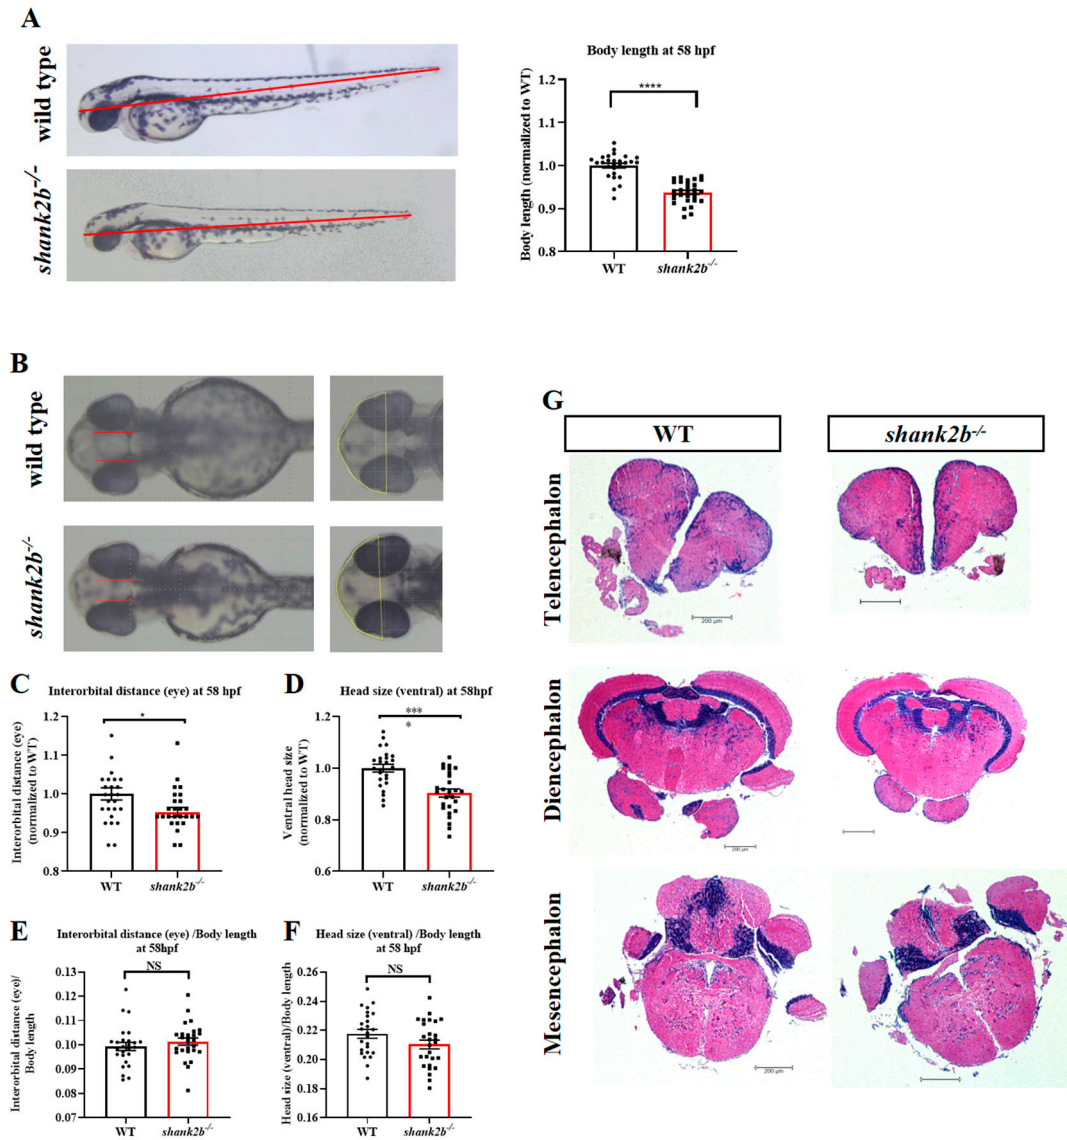 A
wild type
shank2b-/-
Body length at 58 hpf
Body length (normalized to WT)
1.2
1.1
1.0
0.9
0.8
****
WT
shank2b-/-
B
wild type
shank2b-/-
C
Interorbital distance (eye) at 58 hpf
Interorbital distance (eye)
(normalized to WT)
1.2
1.1
1.0
0.9
0.8
*
WT
shank2b-/-
D
Head size (ventral) at 58hpf
Ventral head size
(normalized to WT)
1.2
1.0
0.8
0.6
***
*
WT
shank2b-/-
E
Interorbital distance (eye) /Body length
at 58hpf
Interorbital distance (eye)/
Body length
0.13
0.12
0.11
0.10
0.09
0.08
0.07
NS
WT
shank2b-/-
F
Head size (ventral) /Body length
at 58 hpf
Head size (ventral)/Body length
0.26
0.24
0.22
0.20
0.18
0.16
NS
WT
shank2b-/-
G
WT
shank2b-/-
Telencephalon
200 µm
Diencephalon
200 µm
Mesencephalon
200 µm